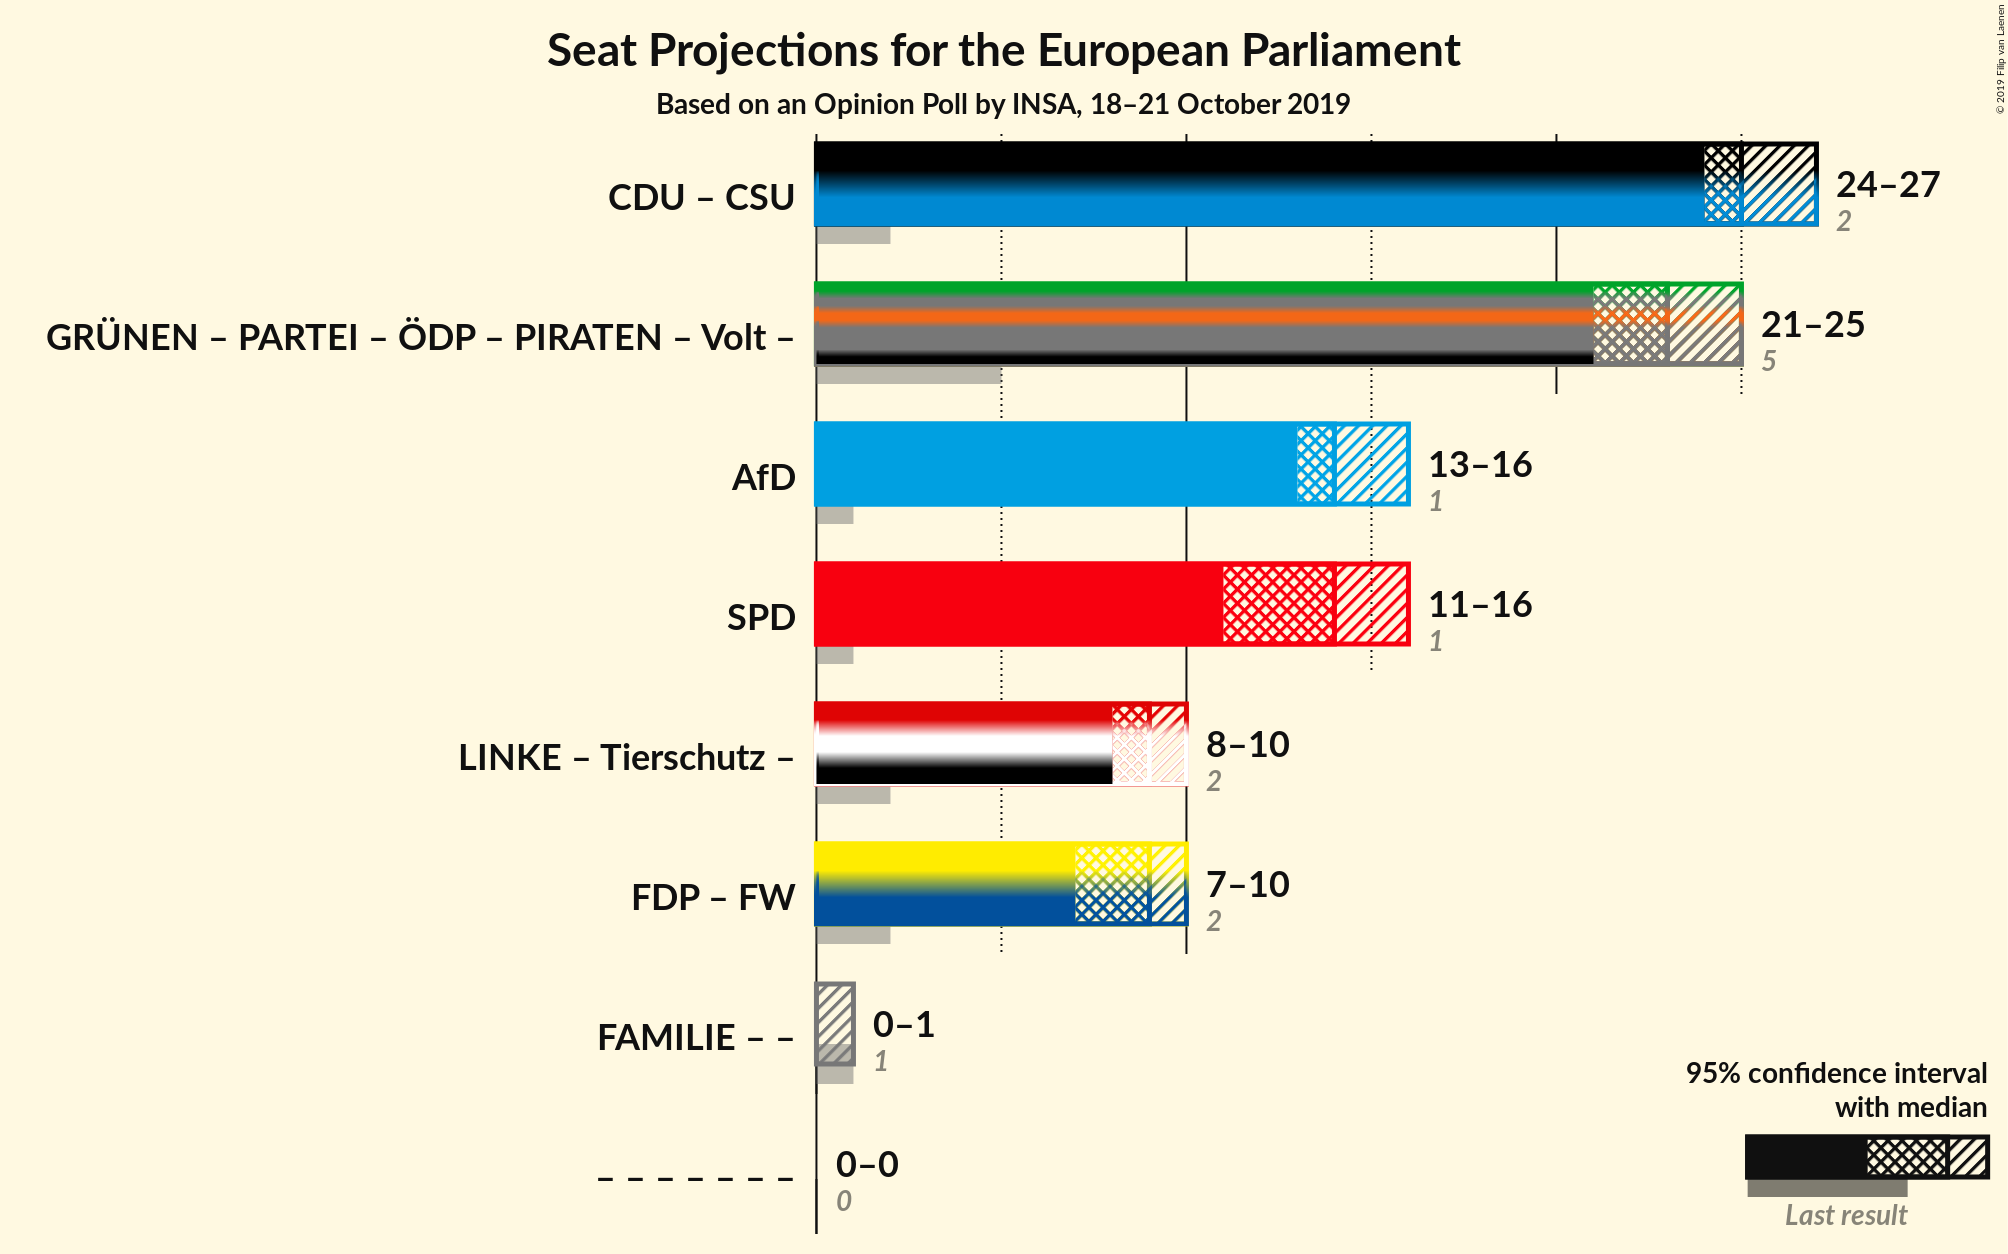 Seat Projections for the European Parliament
Based on an Opinion Poll by INSA, 18–21 October 2019
© 2019 Filip van Laenen
CDU – CSU
24–27
2
GRÜNEN – PARTEI – ÖDP – PIRATEN – Volt –
21–25
5
AfD
13–16
1
SPD
11–16
1
LINKE – Tierschutz –
8–10
2
FDP – FW
7–10
2
FAMILIE – –
0–1
1
– – – – – – –
0–0
0
95% confidence interval
with median
Last result